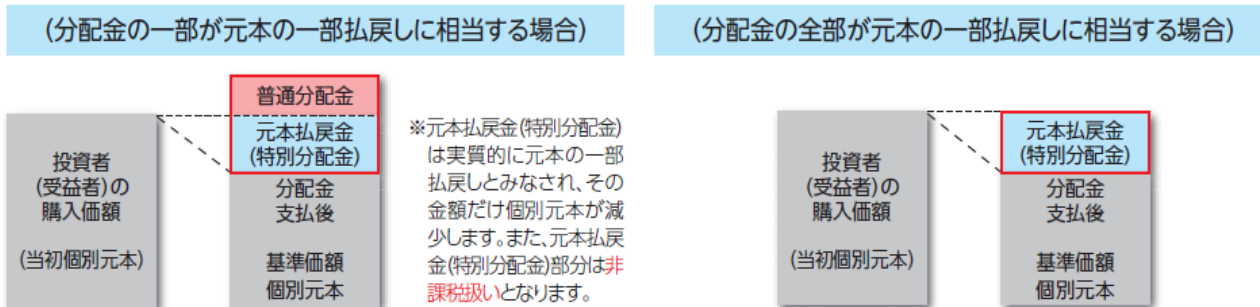 (分配金の一部が元本の一部払戻しに相当する場合)
普通分配金
元本払戻金
(特別分配金)
投資者
(受益者)の
購入価額
(当初個別元本)
分配金
支払後
基準価額
個別元本
※元本払戻金(特別分配金)
は実質的に元本の一部
払戻しとみなされ、その
金額だけ個別元本が減
少します。また、元本払戻
金(特別分配金)部分は非
課税扱いとなります。
(分配金の全部が元本の一部払戻しに相当する場合)
元本払戻金
(特別分配金)
投資者
(受益者)の
購入価額
(当初個別元本)
分配金
支払後
基準価額
個別元本